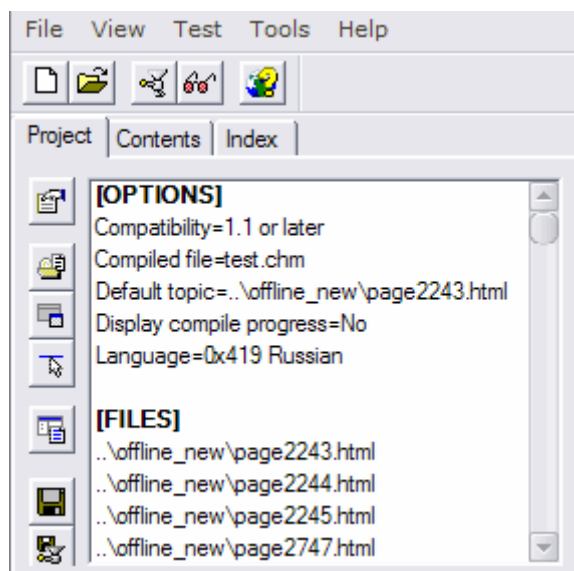 File View Test Tools Help
Project Contents Index
[OPTIONS]
Compatibility=1.1 or later
Compiled file=test.chm
Default topic=..\offline_new\page2243.html
Display compile progress=No
Language=0x419 Russian
[FILES]
..\offline_new\page2243.html
..\offline_new\page2244.html
..\offline_new\page2245.html
..\offline_new\page2747.html